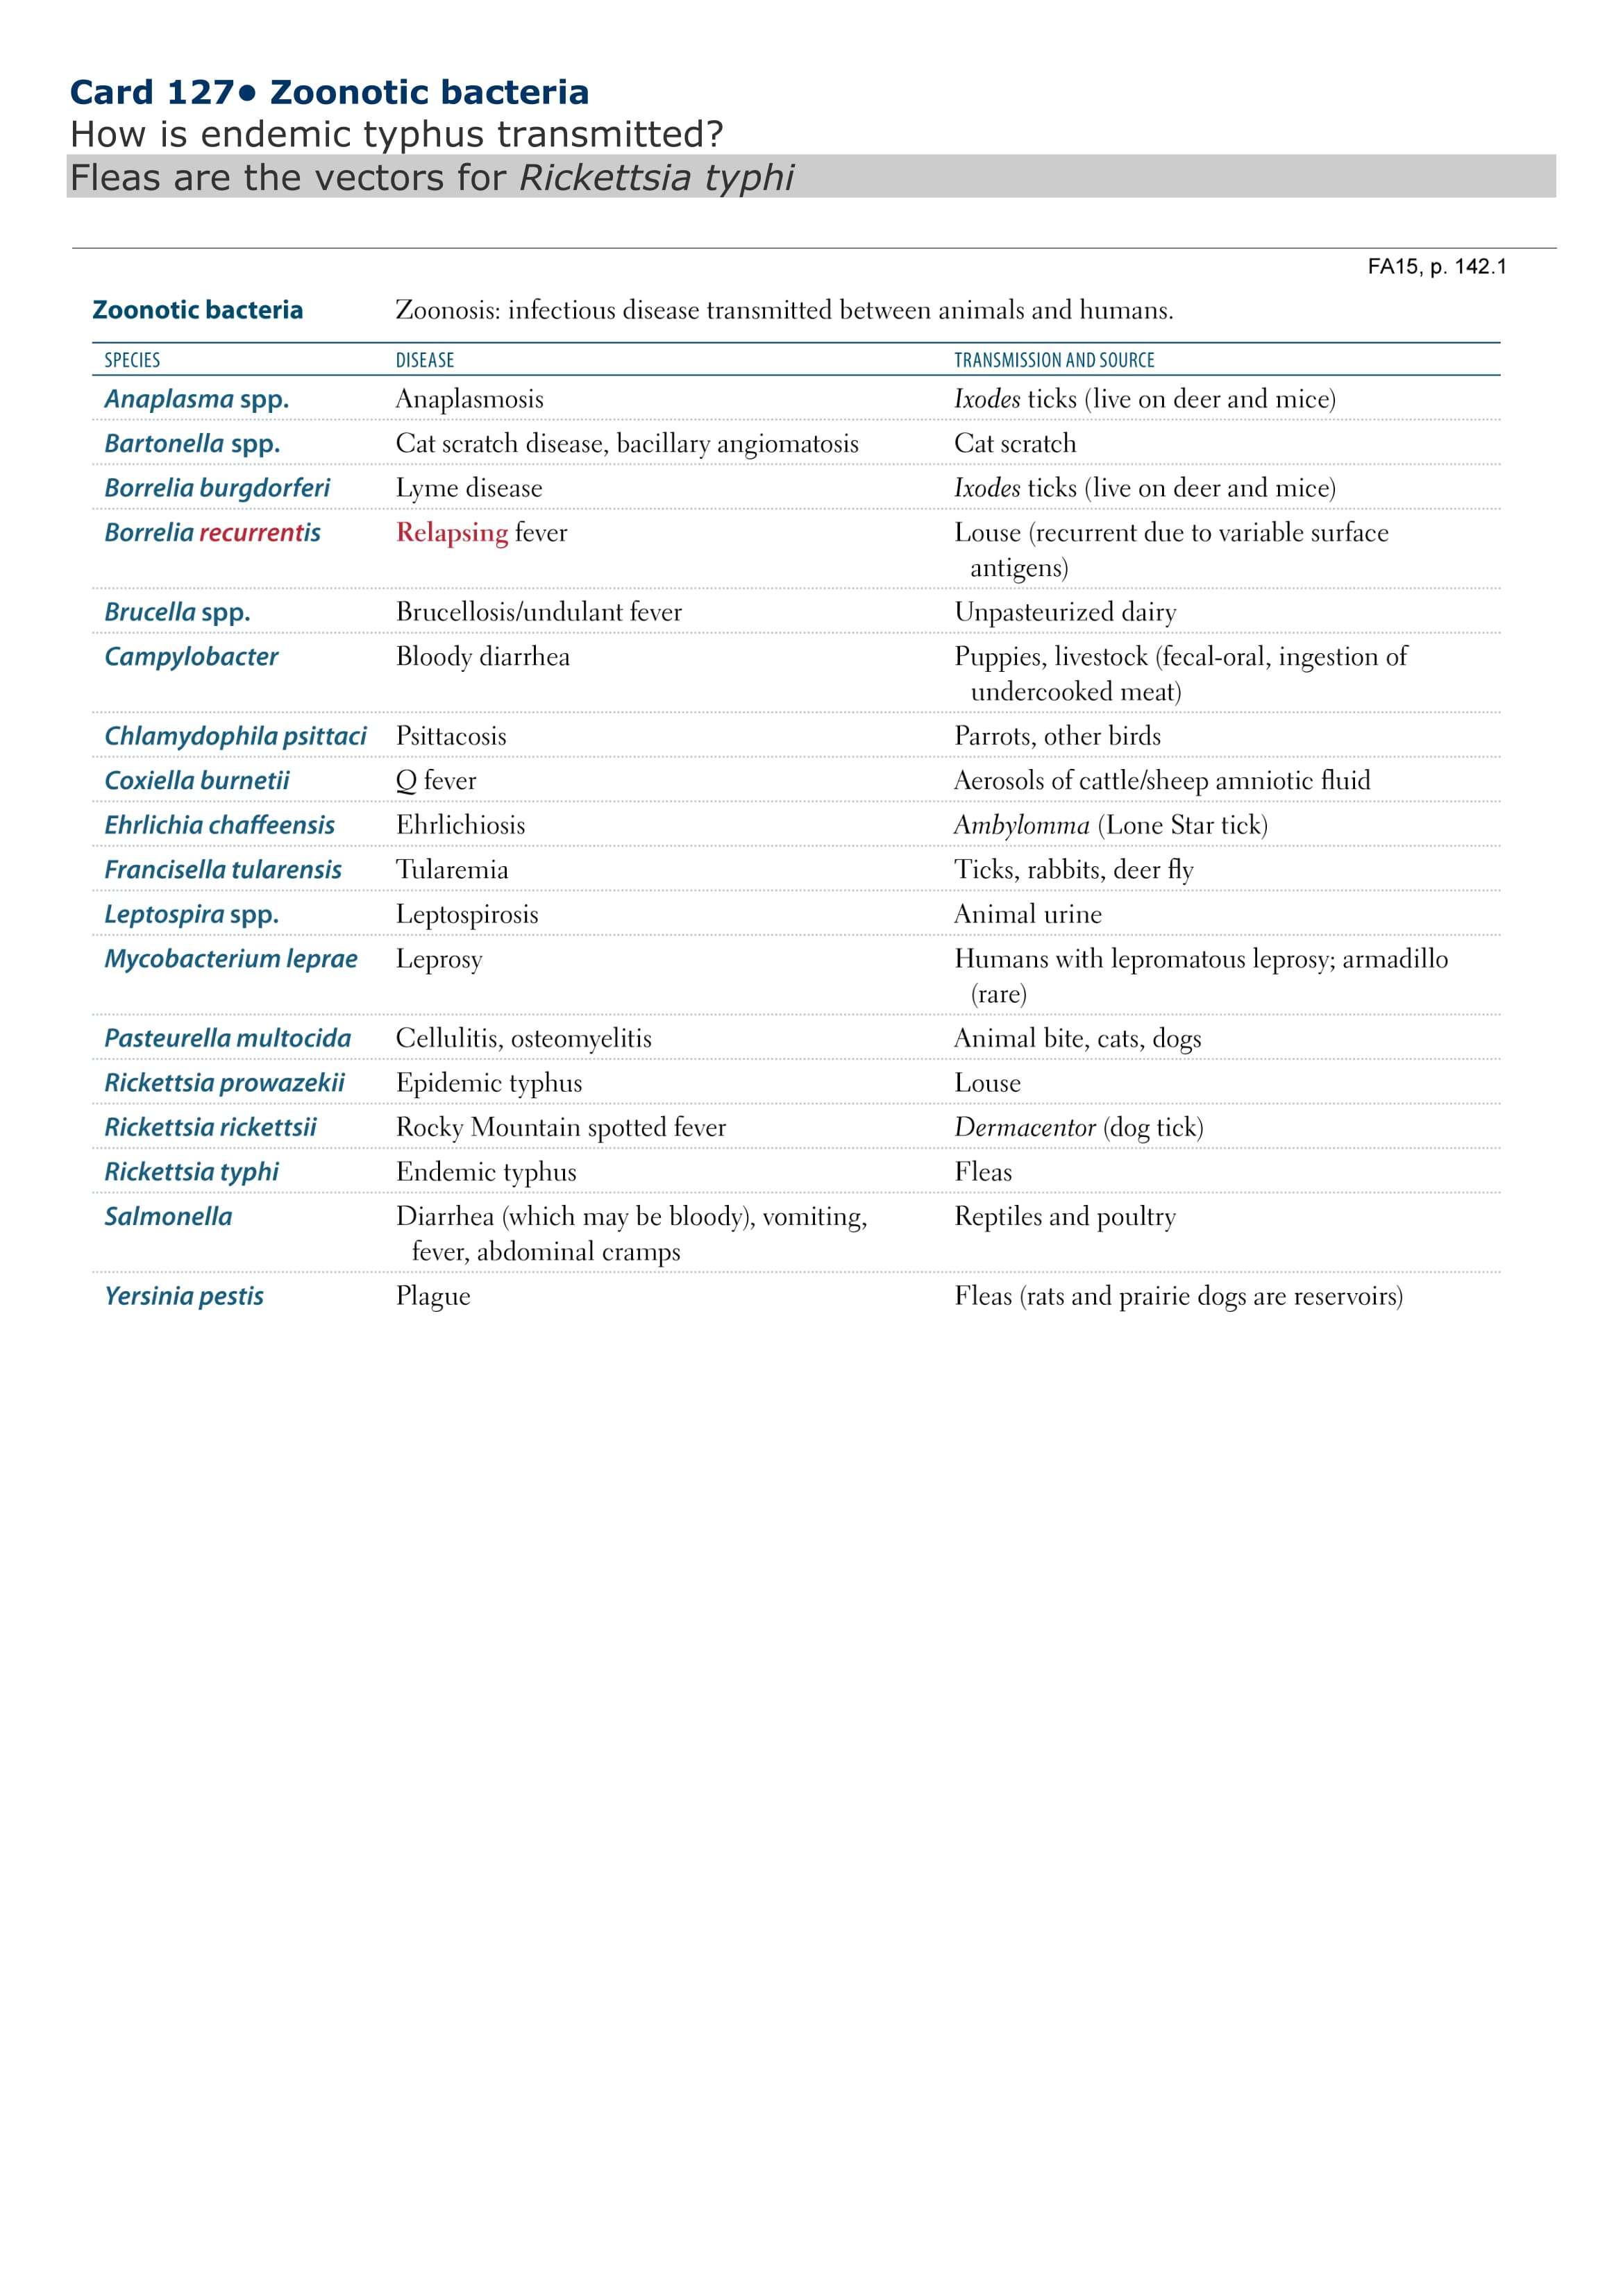 Card 127● Zoonotic bacteria
How is endemic typhus transmitted?
Fleas are the vectors for Rickettsia typhi
FA15, p. 142.1
Zoonotic bacteria Zoonosis: infectious disease transmitted between animals and humans.
SPECIES DISEASE TRANSMISSION AND SOURCE
Anaplasma spp. Anaplasmosis Ixodes ticks (live on deer and mice)
Bartonella spp. Cat scratch disease, bacillary angiomatosis Cat scratch
Borrelia burgdorferi Lyme disease Ixodes ticks (live on deer and mice)
Borrelia recurrentis Relapsing fever Louse (recurrent due to variable surface
antigens)
Brucella spp. Brucellosis/undulant fever Unpasteurized dairy
Campylobacter Bloody diarrhea Puppies, livestock (fecal-oral, ingestion of
undercooked meat)
Chlamydophila psittaci Psittacosis Parrots, other birds
Coxiella burnetii Q fever Aerosols of cattle/sheep amniotic fluid
Ehrlichia chaffeensis Ehrlichiosis Ambylomma (Lone Star tick)
Francisella tularensis Tularemia Ticks, rabbits, deer fly
Leptospira spp. Leptospirosis Animal urine
Mycobacterium leprae Leprosy Humans with lepromatous leprosy; armadillo
(rare)
Pasteurella multocida Cellulitis, osteomyelitis Animal bite, cats, dogs
Rickettsia prowazekii Epidemic typhus Louse
Rickettsia rickettsii Rocky Mountain spotted fever Dermacentor (dog tick)
Rickettsia typhi Endemic typhus Fleas
Salmonella Diarrhea (which may be bloody), vomiting, Reptiles and poultry
fever, abdominal cramps
Yersinia pestis Plague Fleas (rats and prairie dogs are reservoirs)